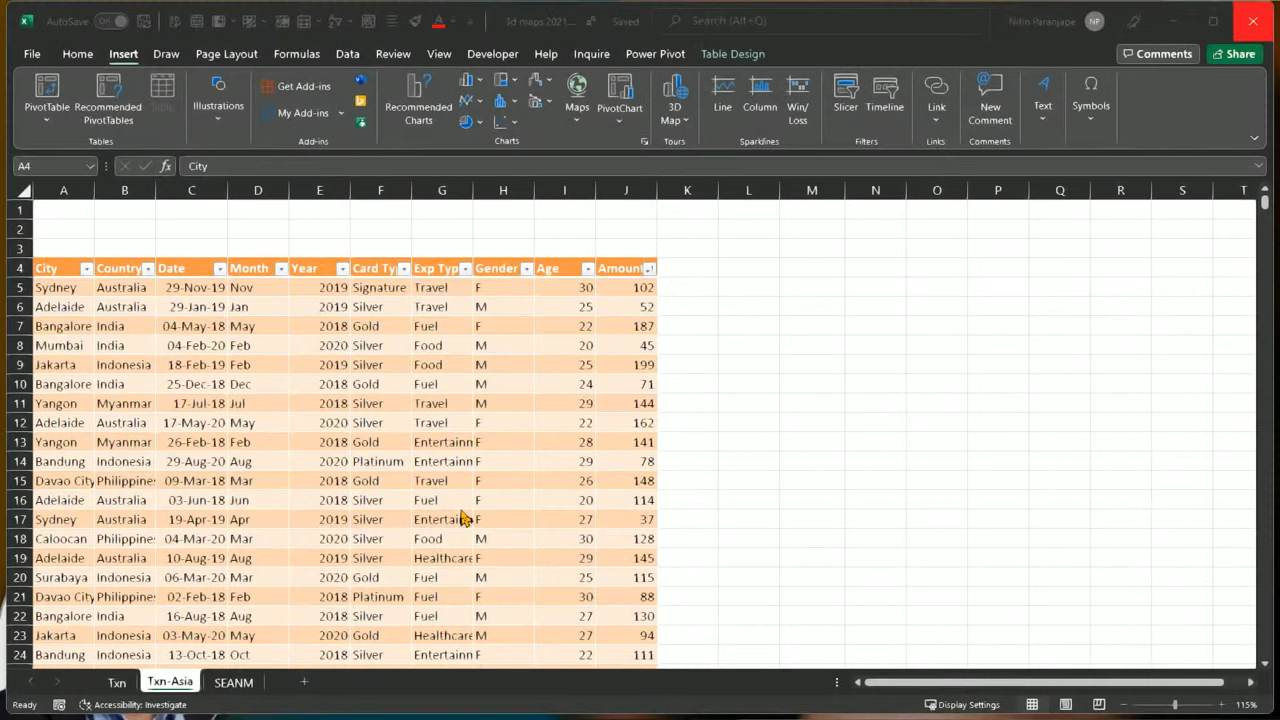 AutoSave On 3d maps 2021... Saved Search (Alt+Q) Nitin Paranjape NP
File Home Insert Draw Page Layout Formulas Data Review View Developer Help Inquire Power Pivot Table Design Comments Share
PivotTable Recommended PivotTables Table Illustrations Get Add-ins My Add-ins Recommended Charts Maps PivotChart 3D Map Line Column Win/Loss Slicer Timeline Link New Comment Text Symbols
Tables Add-ins Charts Tours Sparklines Filters Links Comments
A4 fx City
A B C D E F G H I J K L M N O P Q R S T
1
2
3
4 City Country Date Month Year Card Ty Exp Typ Gender Age Amount
5 Sydney Australia 29-Nov-19 Nov 2019 Signature Travel F 30 102
6 Adelaide Australia 29-Jan-19 Jan 2019 Silver Travel M 25 52
7 Bangalore India 04-May-18 May 2018 Gold Fuel F 22 187
8 Mumbai India 04-Feb-20 Feb 2020 Silver Food M 20 45
9 Jakarta Indonesia 18-Feb-19 Feb 2019 Silver Food M 25 199
10 Bangalore India 25-Dec-18 Dec 2018 Gold Fuel M 24 71
11 Yangon Myanmar 17-Jul-18 Jul 2018 Silver Travel M 29 144
12 Adelaide Australia 17-May-20 May 2020 Silver Travel F 22 162
13 Yangon Myanmar 26-Feb-18 Feb 2018 Gold Entertainn F 28 141
14 Bandung Indonesia 29-Aug-20 Aug 2020 Platinum Entertainn F 29 78
15 Davao City Philippines 09-Mar-18 Mar 2018 Gold Travel F 26 148
16 Adelaide Australia 03-Jun-18 Jun 2018 Silver Fuel F 20 114
17 Sydney Australia 19-Apr-19 Apr 2019 Silver Entertai F 27 37
18 Caloocan Philippines 04-Mar-20 Mar 2020 Silver Food M 30 128
19 Adelaide Australia 10-Aug-19 Aug 2019 Silver Healthcare F 29 145
20 Surabaya Indonesia 06-Mar-20 Mar 2020 Gold Fuel M 25 115
21 Davao City Philippines 02-Feb-18 Feb 2018 Platinum Fuel F 30 88
22 Bangalore India 16-Aug-18 Aug 2018 Silver Fuel M 27 130
23 Jakarta Indonesia 03-May-20 May 2020 Gold Healthcare M 27 94
24 Bandung Indonesia 13-Oct-18 Oct 2018 Silver Entertainn F 22 111
Txn Txn-Asia SEANM
Ready Accessibility: Investigate Display Settings 115%